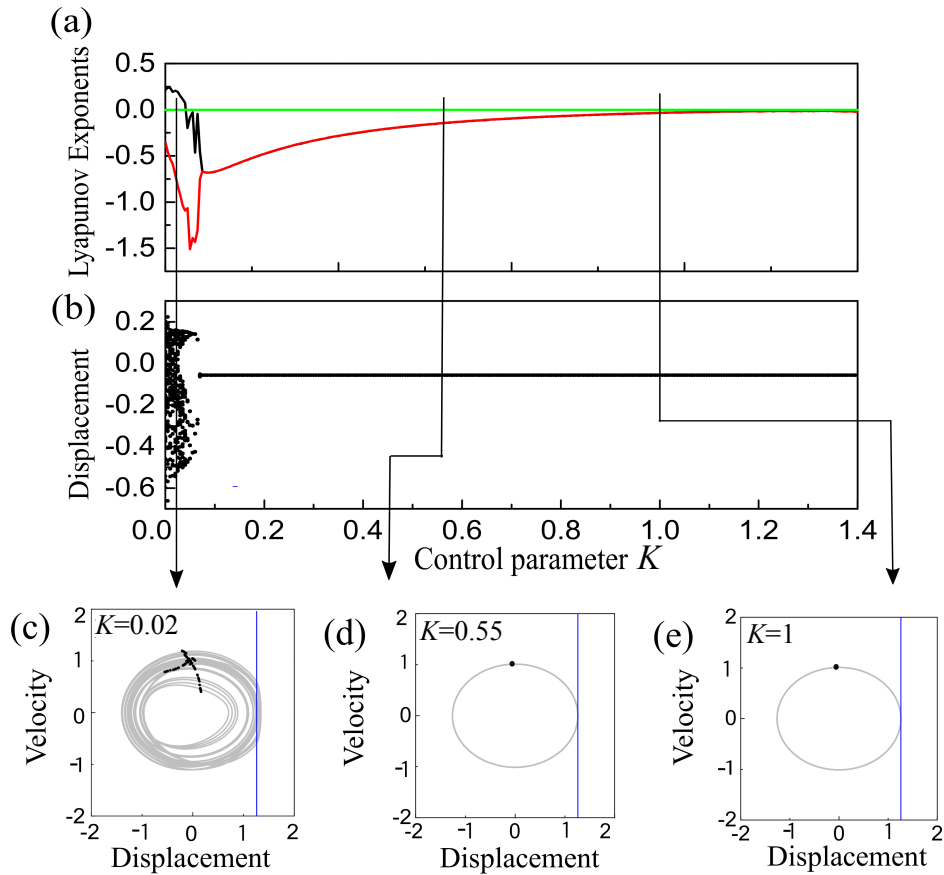 (a)
Lyapunov Exponents
0.5
0.0
-0.5
-1.0
-1.5
(b)
Displacement
0.2
0.0
-0.2
-0.4
-0.6
0.0 0.2 0.4 0.6 0.8 1.0 1.2 1.4
Control parameter K
(c)
K=0.02
Velocity
2
1
0
-1
-2
-2 -1 0 1 2
Displacement
(d)
K=0.55
Velocity
2
1
0
-1
-2
-2 -1 0 1 2
Displacement
(e)
K=1
Velocity
2
1
0
-1
-2
-2 -1 0 1 2
Displacement